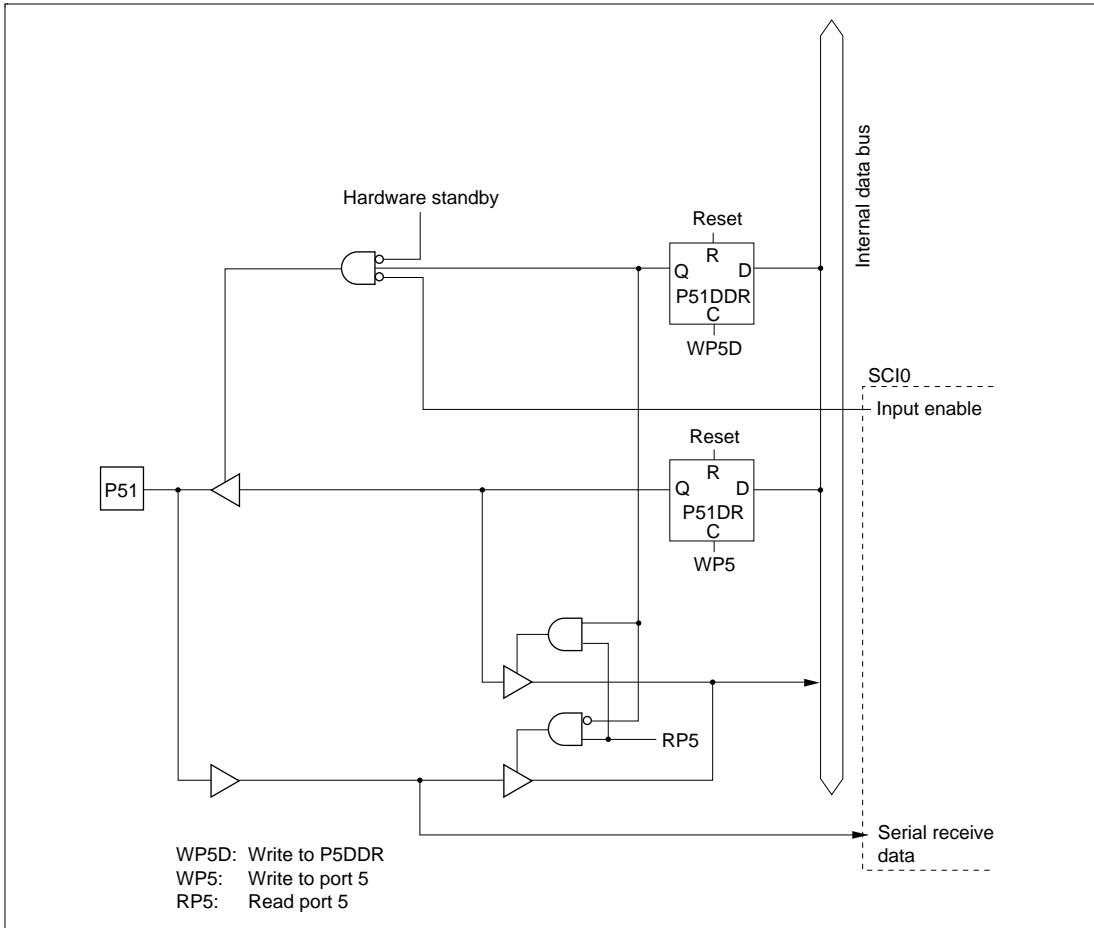 Hardware standby
Reset
R
Q D
P51DDR
C
WP5D
Internal data bus
SCI0
Input enable
Reset
R
Q D
P51DR
C
WP5
P51
RP5
Serial receive
data
WP5D: Write to P5DDR
WP5: Write to port 5
RP5: Read port 5